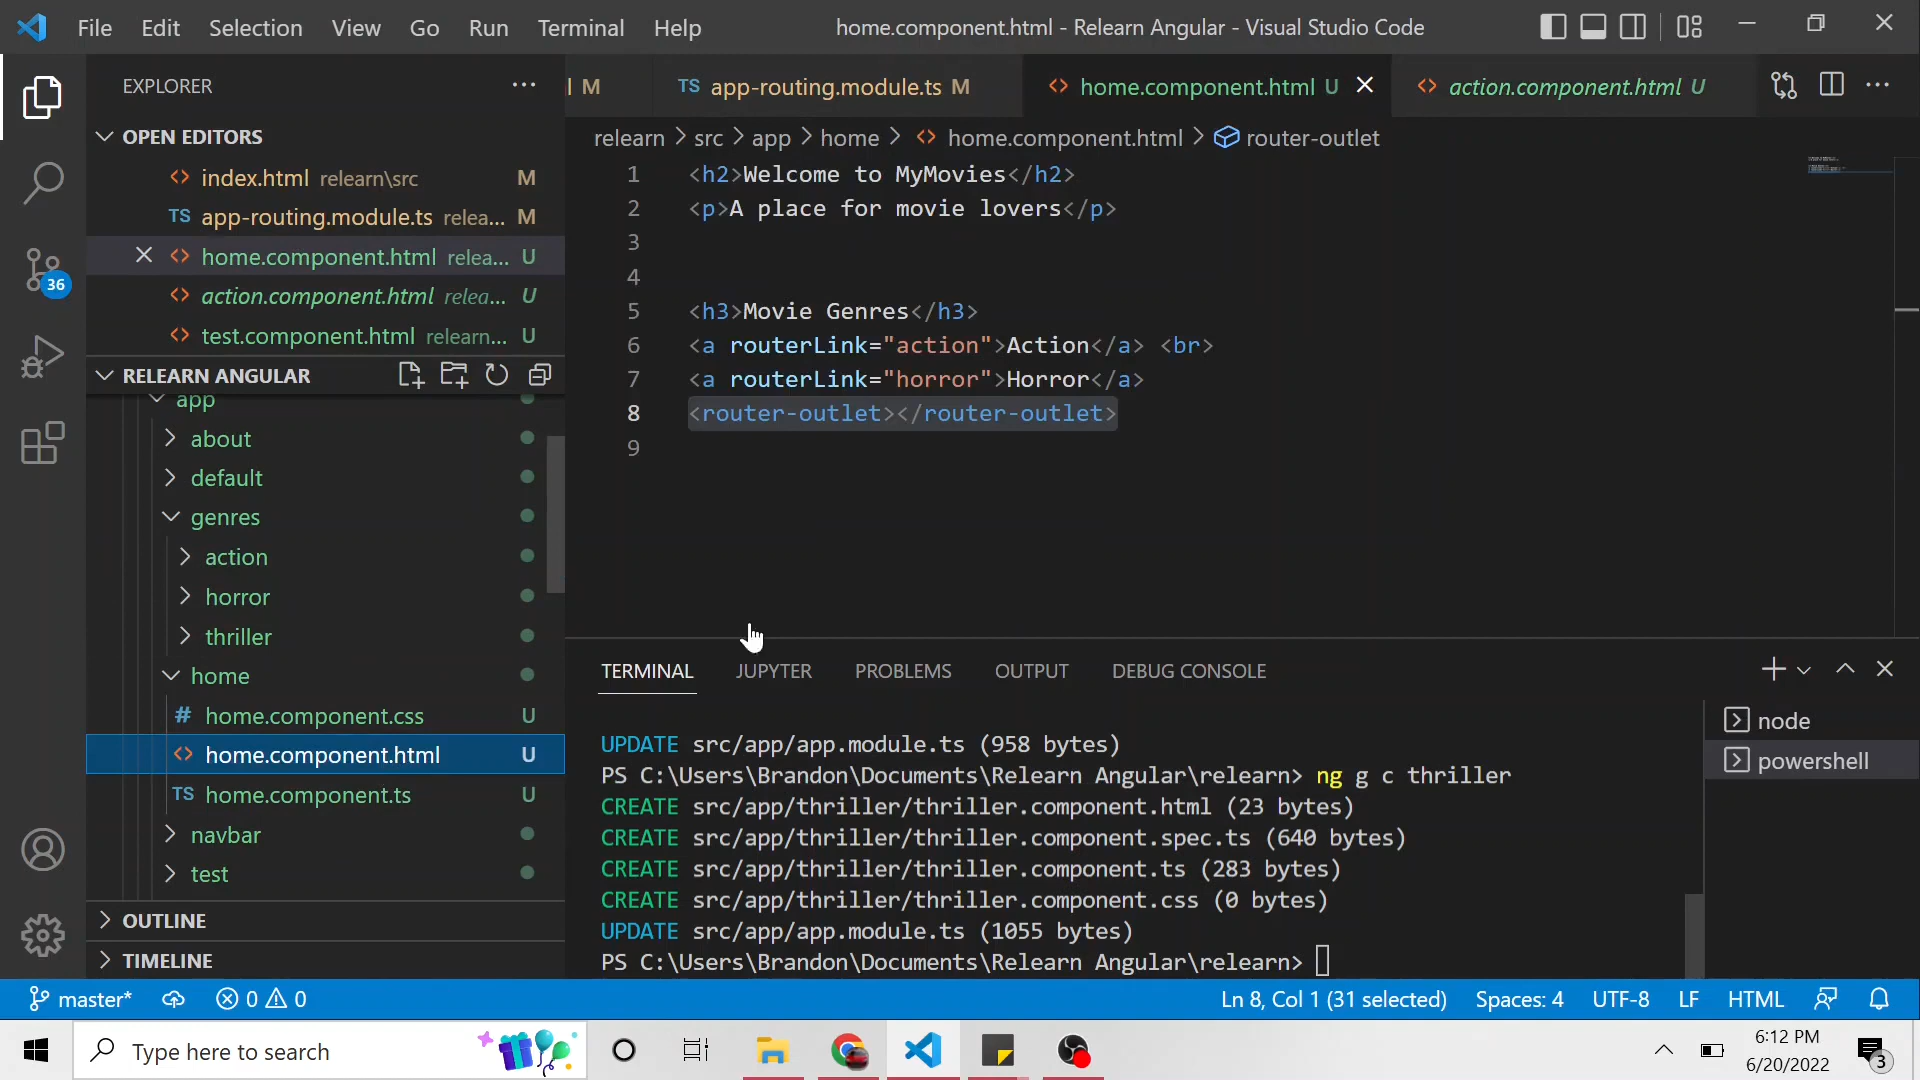 File Edit Selection View Go Run Terminal Help
home.component.html - Relearn Angular - Visual Studio Code
EXPLORER
l M
TS app-routing.module.ts M
<> home.component.html U
<> action.component.html U
OPEN EDITORS
<> index.html relearn\src M
TS app-routing.module.ts relea... M
<> home.component.html relea... U
<> action.component.html relea... U
<> test.component.html relearn... U
36
RELEARN ANGULAR
app
about
default
genres
action
horror
thriller
home
# home.component.css U
<> home.component.html U
TS home.component.ts U
navbar
test
OUTLINE
TIMELINE
relearn > src > app > home > <> home.component.html > router-outlet
1 <h2>Welcome to MyMovies</h2>
2 <p>A place for movie lovers</p>
3
4
5 <h3>Movie Genres</h3>
6 <a routerLink="action">Action</a> <br>
7 <a routerLink="horror">Horror</a>
8 <router-outlet></router-outlet>
9
TERMINAL JUPYTER PROBLEMS OUTPUT DEBUG CONSOLE
UPDATE src/app/app.module.ts (958 bytes)
PS C:\Users\Brandon\Documents\Relearn Angular\relearn> ng g c thriller
CREATE src/app/thriller/thriller.component.html (23 bytes)
CREATE src/app/thriller/thriller.component.spec.ts (640 bytes)
CREATE src/app/thriller/thriller.component.ts (283 bytes)
CREATE src/app/thriller/thriller.component.css (0 bytes)
UPDATE src/app/app.module.ts (1055 bytes)
PS C:\Users\Brandon\Documents\Relearn Angular\relearn>
node
powershell
master* 0 0
Ln 8, Col 1 (31 selected) Spaces: 4 UTF-8 LF HTML
Type here to search
6:12 PM
6/20/2022
3